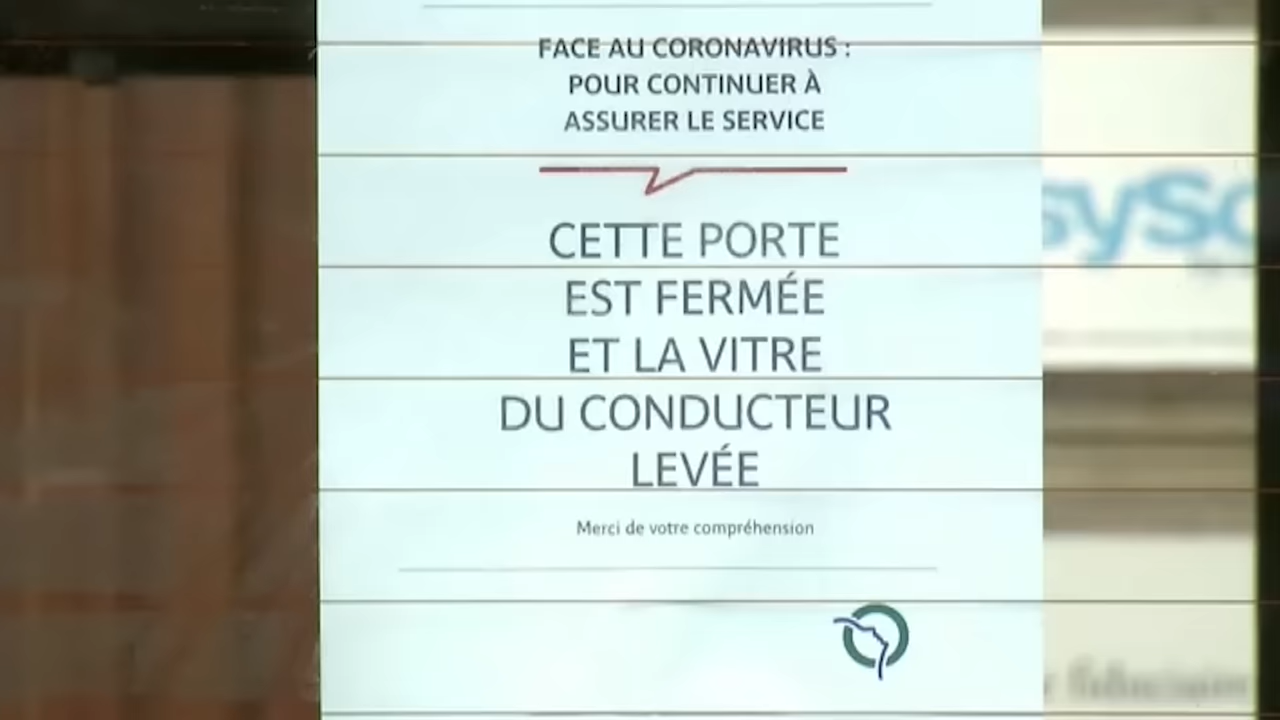 FACE AU CORONAVIRUS :
POUR CONTINUER À
ASSURER LE SERVICE
CETTE PORTE
EST FERMÉE
ET LA VITRE
DU CONDUCTEUR
LEVÉE
Merci de votre compréhension